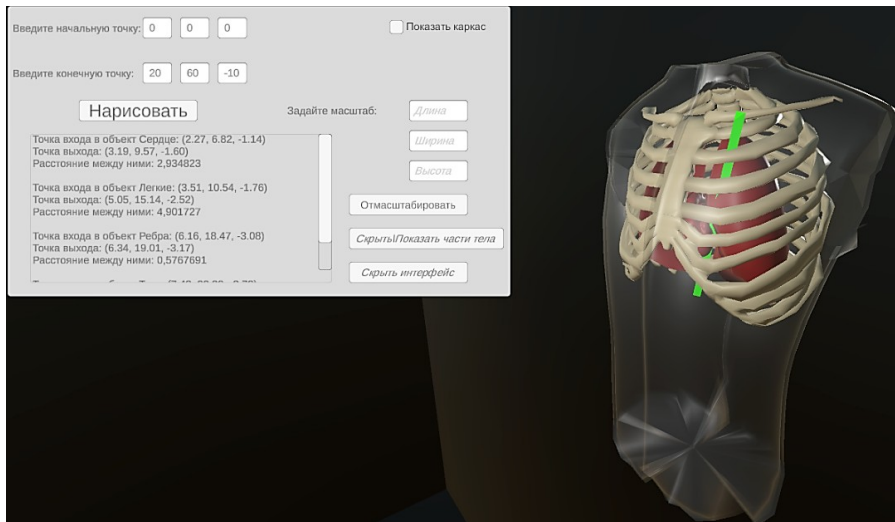 Введите начальную точку: 0 0 0
Показать каркас
Введите конечную точку: 20 60 -10
Нарисовать
Задайте масштаб: Длина
Ширина
Высота
Точка входа в объект Сердце: (2.27, 6.82, -1.14)
Точка выхода: (3.19, 9.57, -1.60)
Расстояние между ними: 2,934823
Точка входа в объект Легкие: (3.51, 10.54, -1.76)
Точка выхода: (5.05, 15.14, -2.52)
Расстояние между ними: 4,901727
Точка входа в объект Ребра: (6.16, 18.47, -3.08)
Точка выхода: (6.34, 19.01, -3.17)
Расстояние между ними: 0,5767691
Отмасштабировать
Скрыть\Показать части тела
Скрыть интерфейс